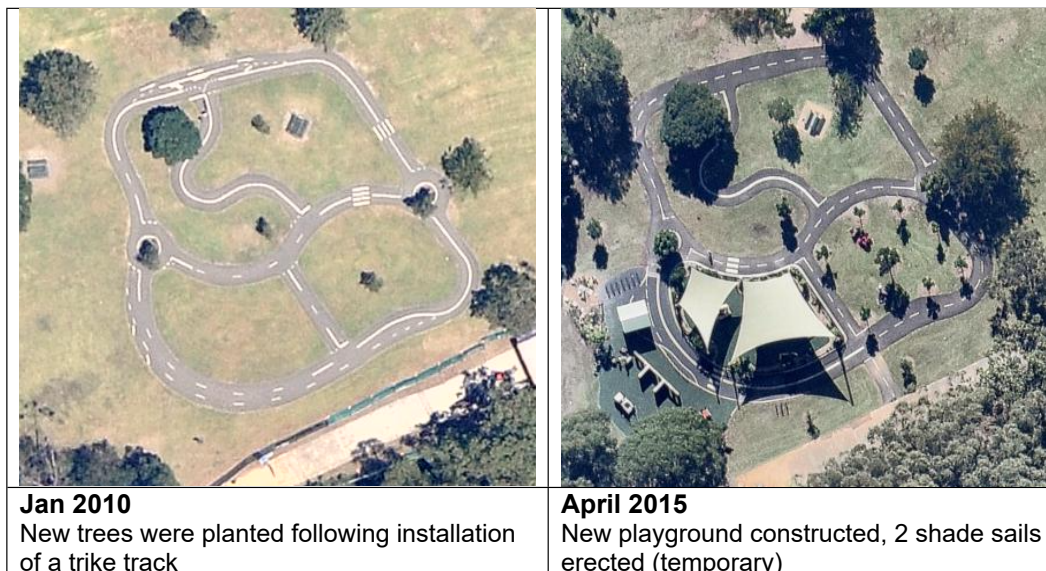 Jan 2010
New trees were planted following installation
of a trike track
April 2015
New playground constructed, 2 shade sails
erected (temporary)